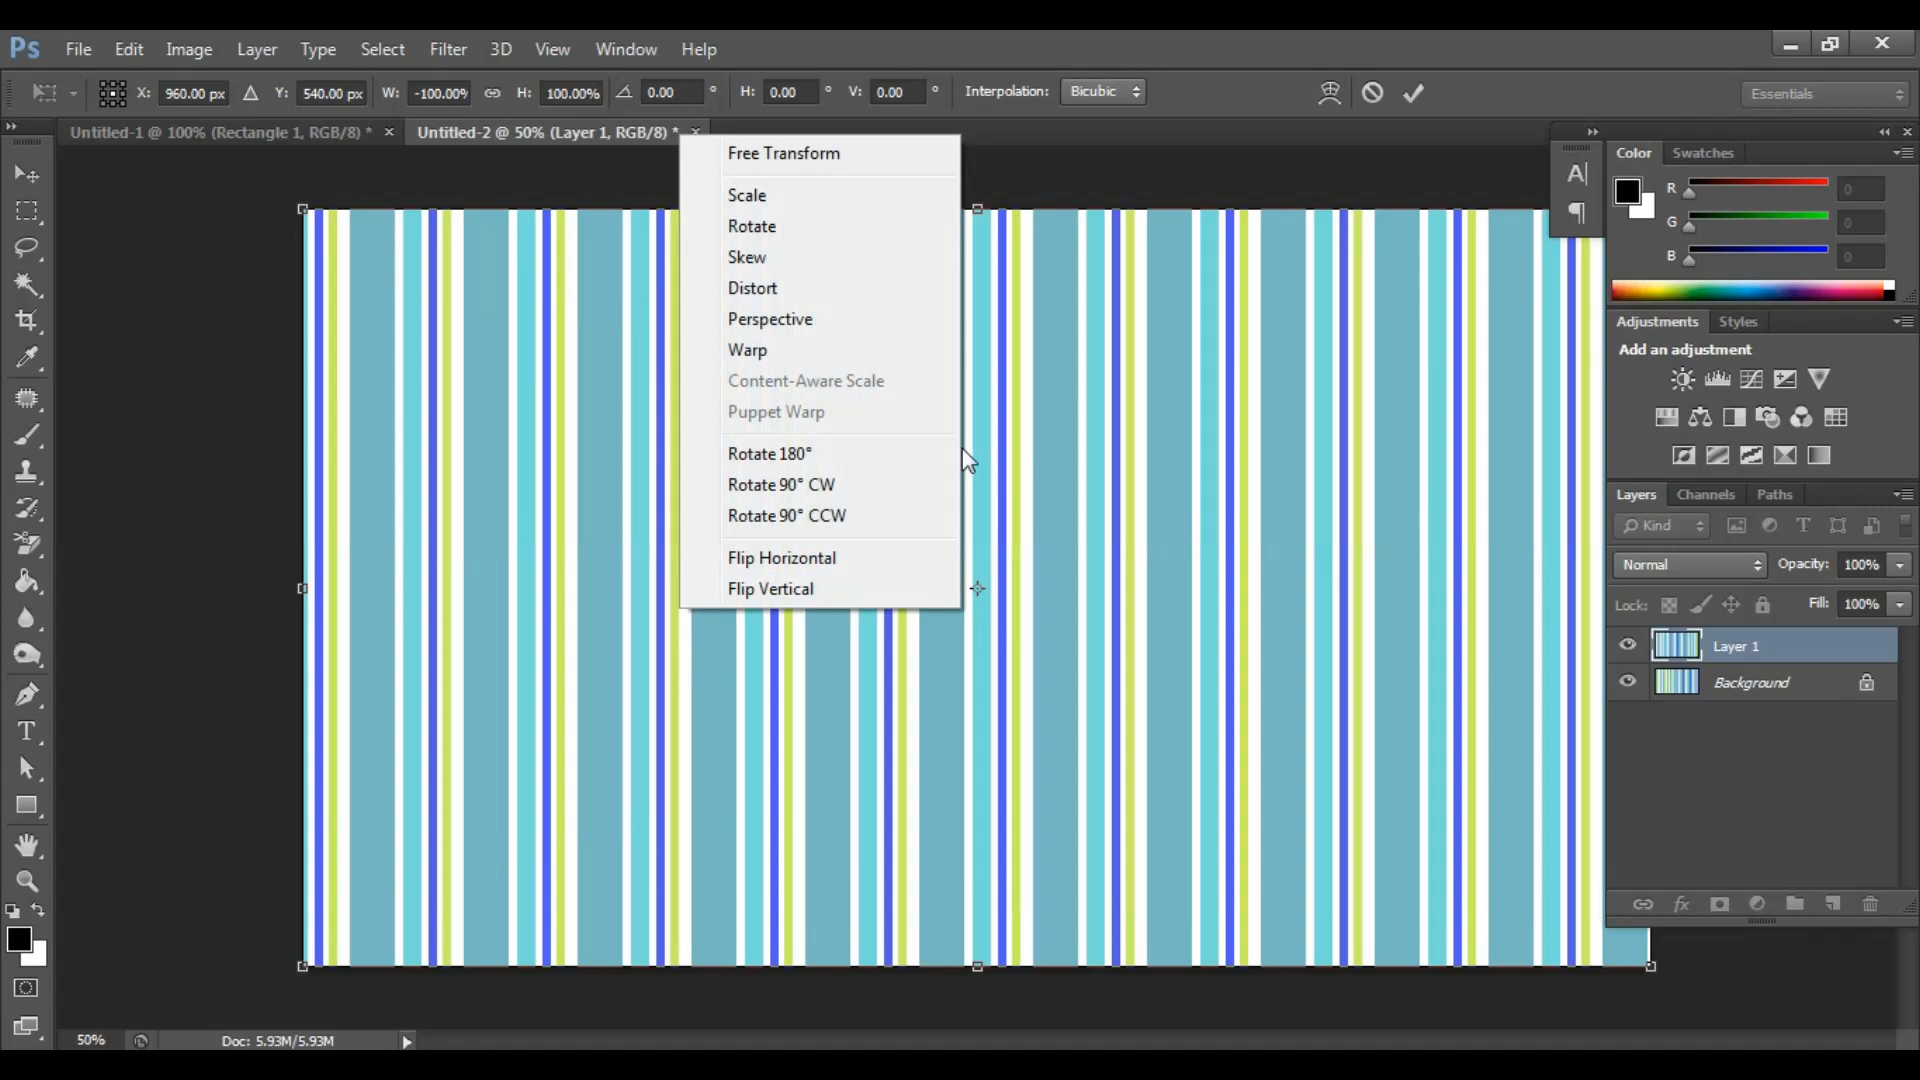 Ps File Edit Image Layer Type Select Filter 3D View Window Help
X: 960.00 px Y: 540.00 px W: -100.00% H: 100.00% 0.00 ° H: 0.00 ° V: 0.00 ° Interpolation: Bicubic Essentials
Untitled-1 @ 100% (Rectangle 1, RGB/8) * Untitled-2 @ 50% (Layer 1, RGB/8) *
Free Transform
Scale
Rotate
Skew
Distort
Perspective
Warp
Content-Aware Scale
Puppet Warp
Rotate 180°
Rotate 90° CW
Rotate 90° CCW
Flip Horizontal
Flip Vertical
Color Swatches
R 0
G 0
B 0
Adjustments Styles
Add an adjustment
Layers Channels Paths
Kind
Normal Opacity: 100%
Lock: Fill: 100%
Layer 1
Background
fx
50% Doc: 5.93M/5.93M